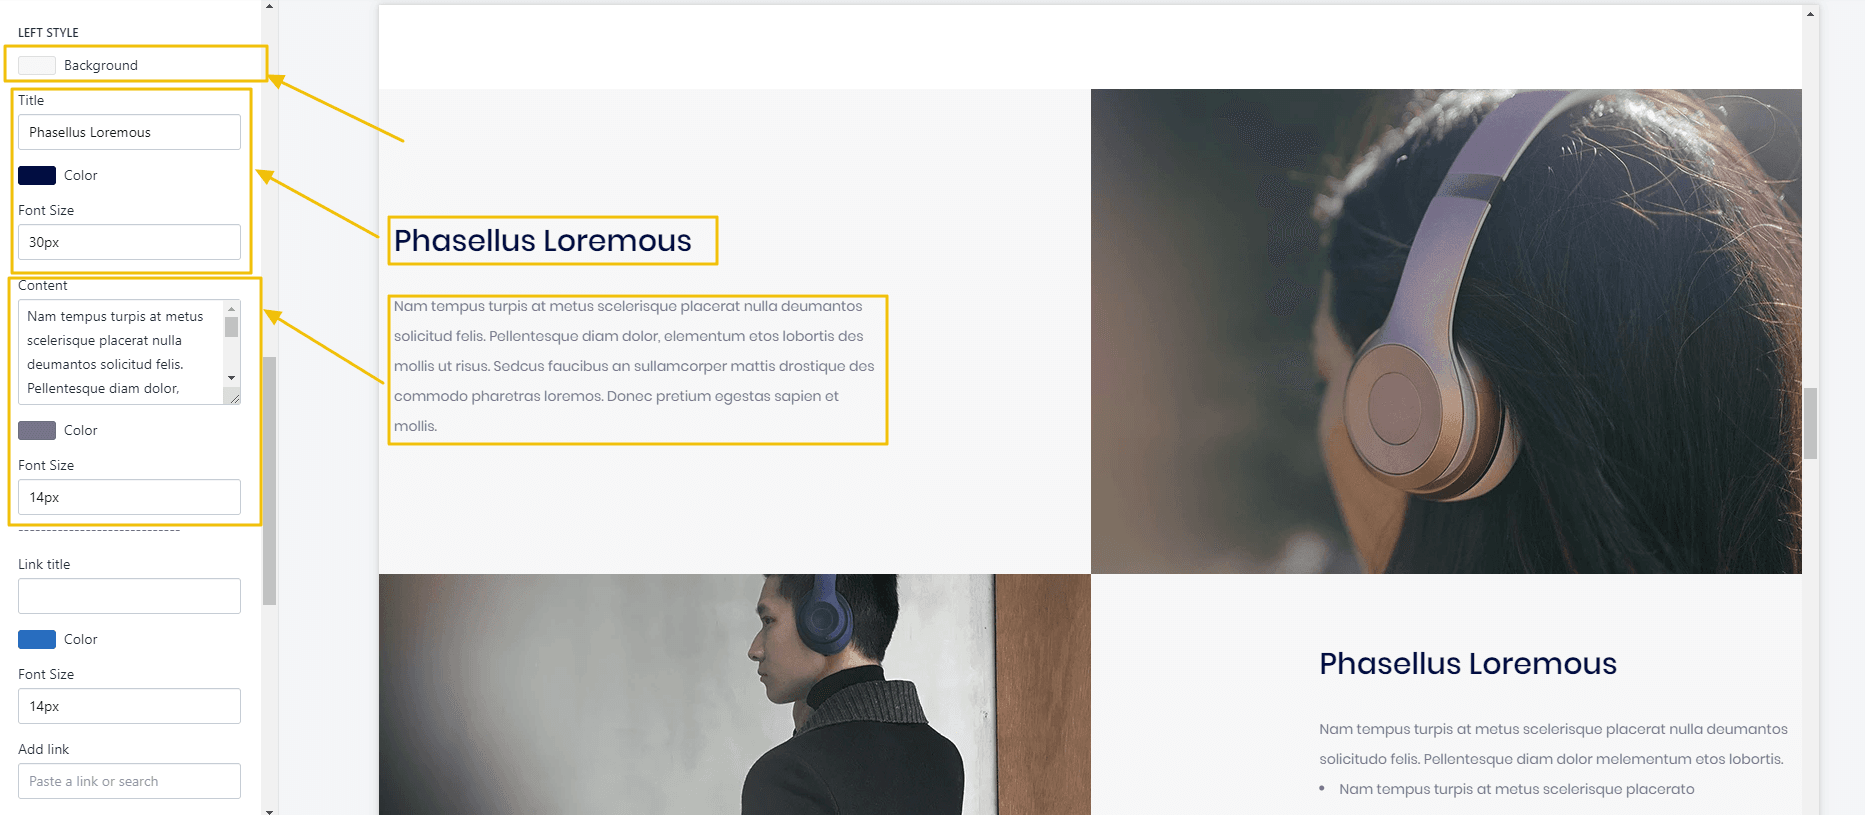 LEFT STYLE
Background
Title
Phasellus Loremous
Color
Font Size
30px
Content
Nam tempus turpis at metus
scelerisque placerat nulla
deumantos solicitud felis.
Pellentesque diam dolor,
Color
Font Size
14px
------------------------------
Link title
Color
Font Size
14px
Add link
Paste a link or search
Phasellus Loremous
Nam tempus turpis at metus scelerisque placerat nulla deumantos
solicitud felis. Pellentesque diam dolor, elementum etos lobortis des
mollis ut risus. Sedcus faucibus an sullamcorper mattis drostique des
commodo pharetras loremos. Donec pretium egestas sapien et
mollis.
Phasellus Loremous
Nam tempus turpis at metus scelerisque placerat nulla deumantos
solicitudo felis. Pellentesque diam dolor melementum etos lobortis.
• Nam tempus turpis at metus scelerisque placerato